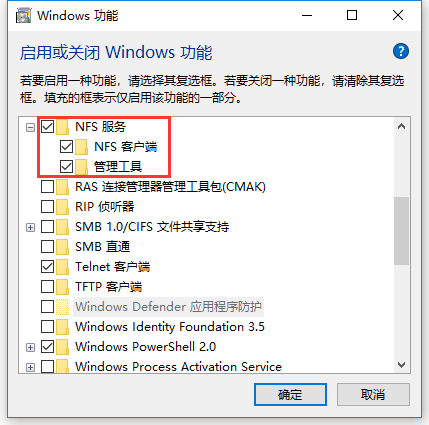 Windows 功能
启用或关闭 Windows 功能
若要启用一种功能，请选择其复选框。若要关闭一种功能，请清除其复选
框。填充的框表示仅启用该功能的一部分。
NFS 服务
NFS 客户端
管理工具
RAS 连接管理器管理工具包(CMAK)
RIP 侦听器
SMB 1.0/CIFS 文件共享支持
SMB 直通
Telnet 客户端
TFTP 客户端
Windows Defender 应用程序防护
Windows Identity Foundation 3.5
Windows PowerShell 2.0
Windows Process Activation Service
确定
取消